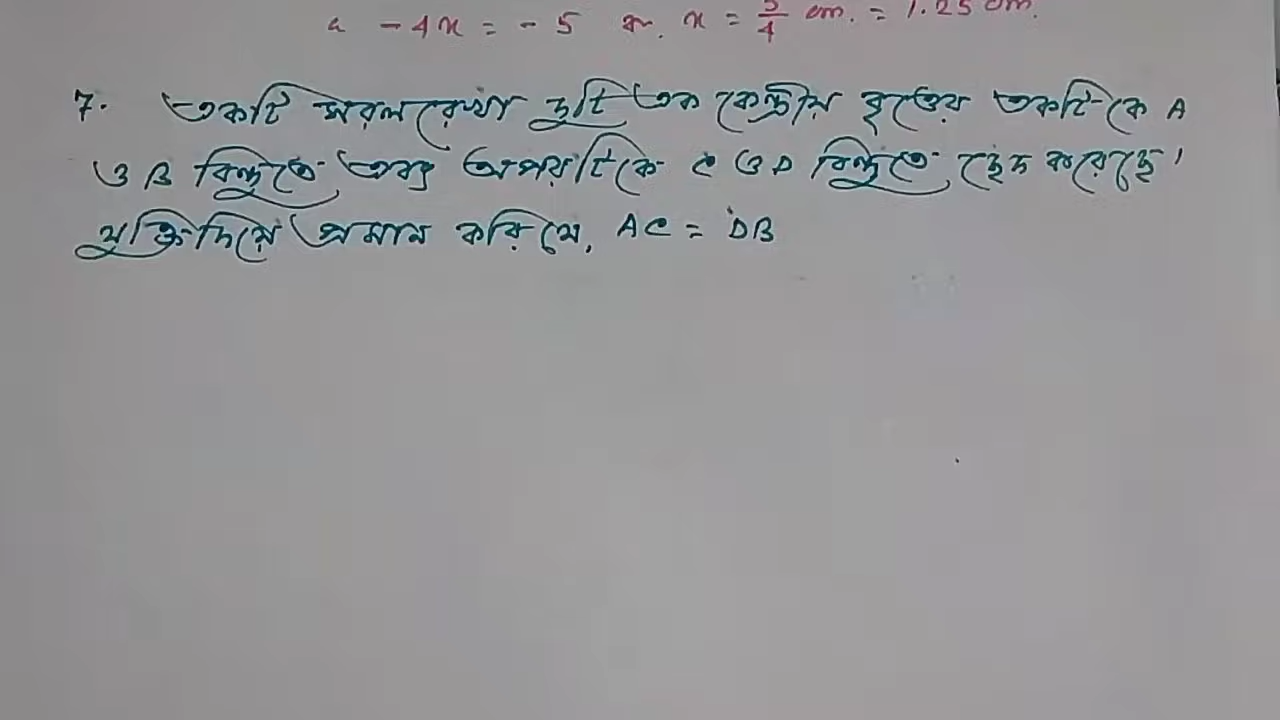 - 4x = - 5 বা, x = 5/4 cm. = 1.25 cm.
7. একটি সরলরেখা দুটি এক কেন্দ্রীয় বৃত্তের একটিকে A
ও B বিন্দুতে এবং অপরটিকে C ও D বিন্দুতে ছেদ করেছে।
যুক্তিদিয়ে প্রমান করি যে, AC = DB